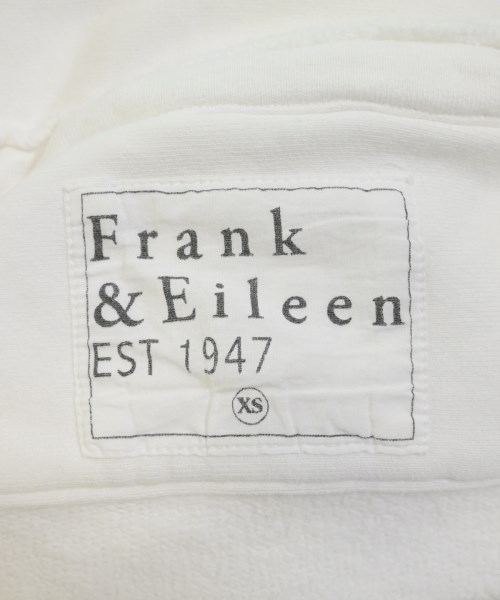 Frank
& Eileen
EST 1947
XS